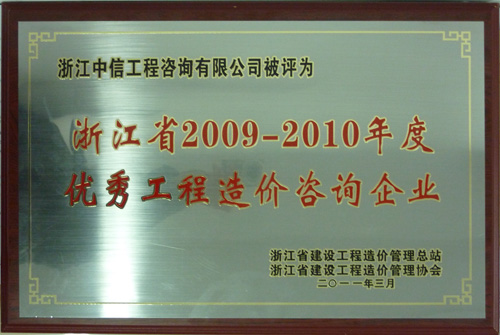 浙江中信工程咨询有限公司被评为
浙江省2009-2010年度
优秀工程造价咨询企业
浙江省建设工程造价管理总站
浙江省建设工程造价管理协会
二〇一一年三月